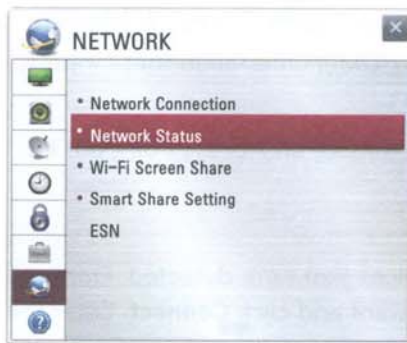 NETWORK
• Network Connection
• Network Status
• Wi-Fi Screen Share
• Smart Share Setting
ESN